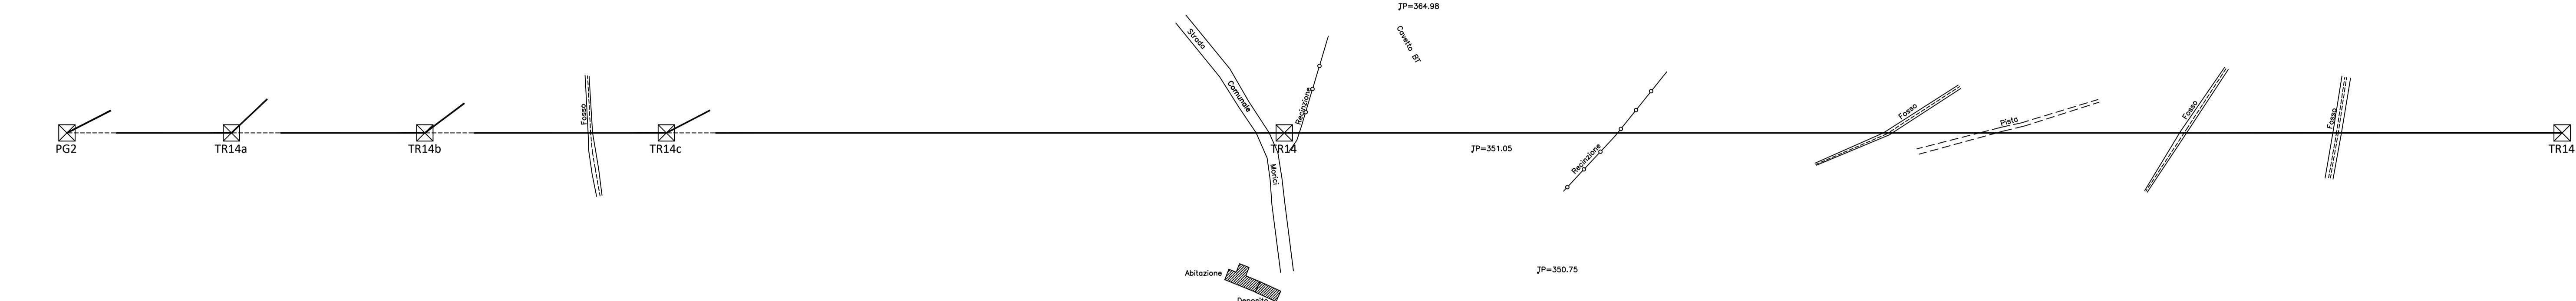 JP=364.98
Strada
Cavetto BT
Comunale
Recinzione
Fosso
Fosso
Fosso
Fosso
Pista
PG2
TR14a
TR14b
TR14c
TR14
JP=351.05
TR14
Recinzione
Morici
Abitazione
JP=350.75
Deposito